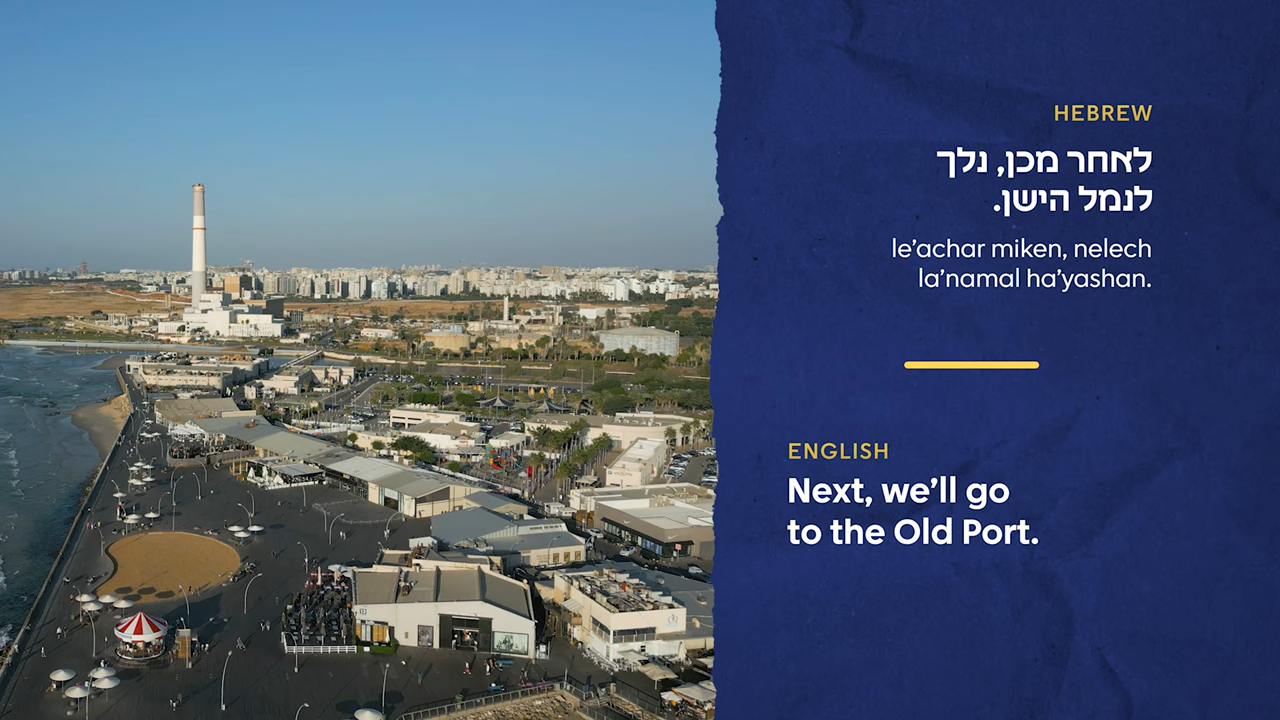 HEBREW
לאחר מכן, נלך
לנמל הישן.
le’achar miken, nelech
la’namal ha’yashan.
ENGLISH
Next, we’ll go
to the Old Port.